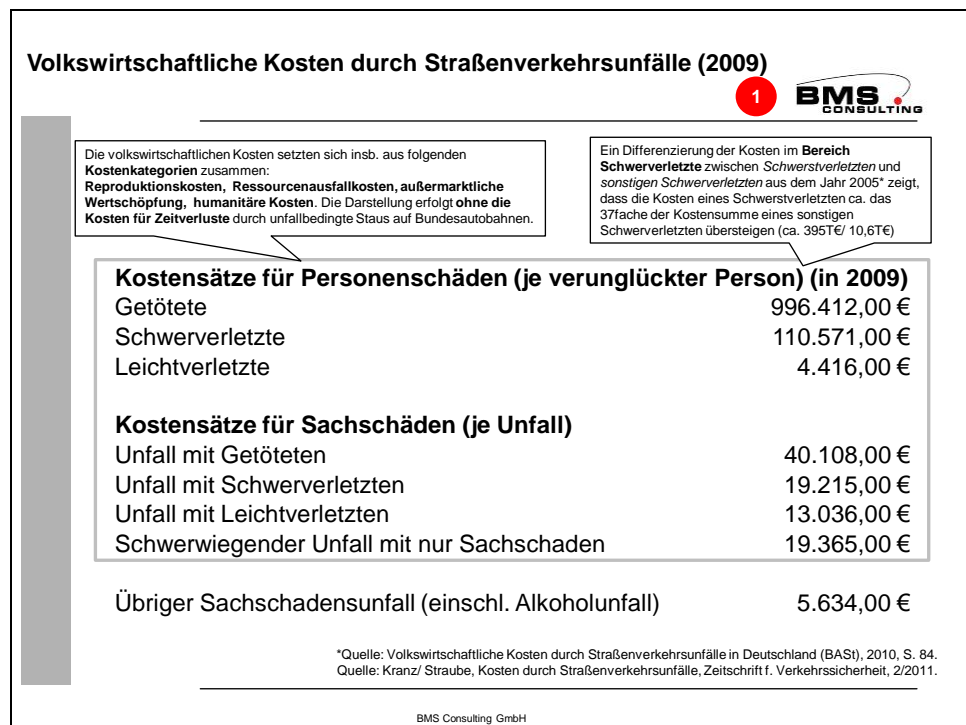 Volkswirtschaftliche Kosten durch Straßenverkehrsunfälle (2009)
1
BMS
CONSULTING
Die volkswirtschaftlichen Kosten setzten sich insb. aus folgenden
Kostenkategorien zusammen:
Reproduktionskosten, Ressourcenausfallkosten, außermarktliche
Wertschöpfung, humanitäre Kosten. Die Darstellung erfolgt ohne die
Kosten für Zeitverluste durch unfallbedingte Staus auf Bundesautobahnen.
Ein Differenzierung der Kosten im Bereich
Schwerverletzte zwischen Schwerstverletzten und
sonstigen Schwerverletzten aus dem Jahr 2005* zeigt,
dass die Kosten eines Schwerstverletzten ca. das
37fache der Kostensumme eines sonstigen
Schwerverletzten übersteigen (ca. 395T€/ 10,6T€)
Kostensätze für Personenschäden (je verunglückter Person) (in 2009)
Getötete 996.412,00 €
Schwerverletzte 110.571,00 €
Leichtverletzte 4.416,00 €
Kostensätze für Sachschäden (je Unfall)
Unfall mit Getöteten 40.108,00 €
Unfall mit Schwerverletzten 19.215,00 €
Unfall mit Leichtverletzten 13.036,00 €
Schwerwiegender Unfall mit nur Sachschaden 19.365,00 €
Übriger Sachschadensunfall (einschl. Alkoholunfall) 5.634,00 €
*Quelle: Volkswirtschaftliche Kosten durch Straßenverkehrsunfälle in Deutschland (BASt), 2010, S. 84.
Quelle: Kranz/ Straube, Kosten durch Straßenverkehrsunfälle, Zeitschrift f. Verkehrssicherheit, 2/2011.
BMS Consulting GmbH